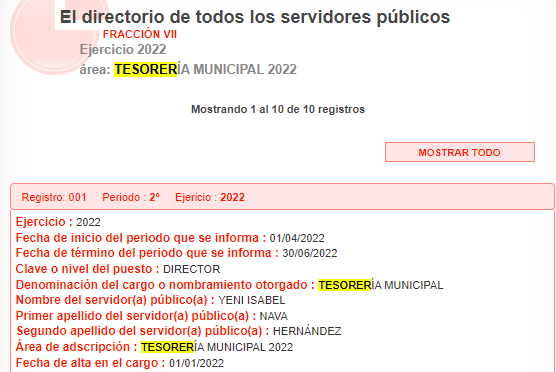 El directorio de todos los servidores públicos
FRACCIÓN VII
Ejercicio 2022
área: TESORERÍA MUNICIPAL 2022
Mostrando 1 al 10 de 10 registros
MOSTRAR TODO
Registro: 001 Periodo : 2º Ejericio : 2022
Ejercicio : 2022
Fecha de inicio del periodo que se informa : 01/04/2022
Fecha de término del periodo que se informa : 30/06/2022
Clave o nivel del puesto : DIRECTOR
Denominación del cargo o nombramiento otorgado : TESORERÍA MUNICIPAL
Nombre del servidor(a) público(a) : YENI ISABEL
Primer apellido del servidor(a) público(a) : NAVA
Segundo apellido del servidor(a) público(a) : HERNÁNDEZ
Área de adscripción : TESORERÍA MUNICIPAL 2022
Fecha de alta en el cargo : 01/01/2022